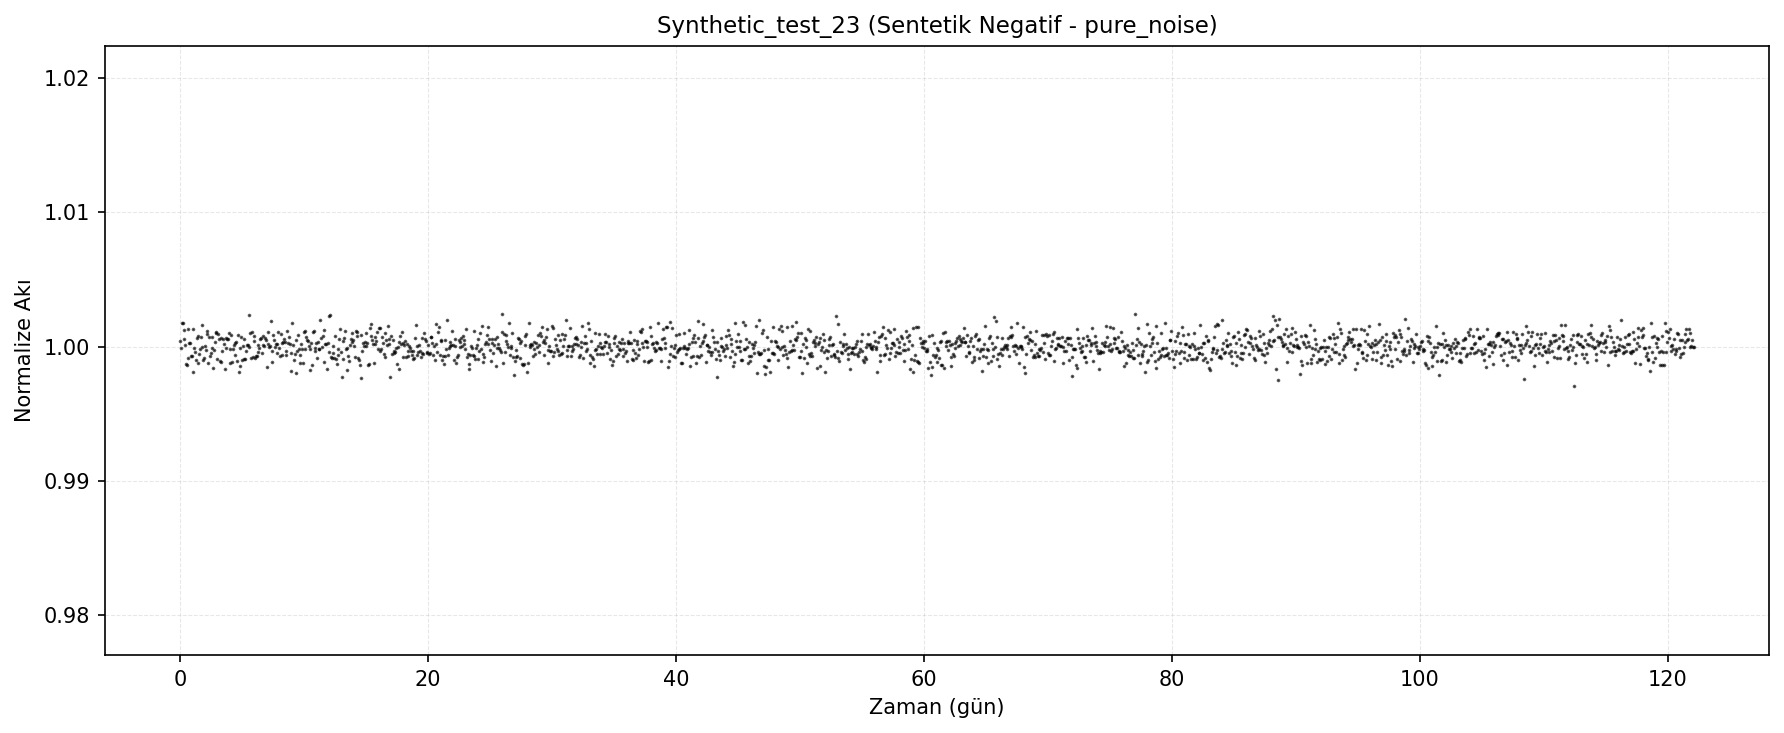 Synthetic_test_23 (Sentetik Negatif - pure_noise)
Normalize Akı
1.02
1.01
1.00
0.99
0.98
0 20 40 60 80 100 120
Zaman (gün)